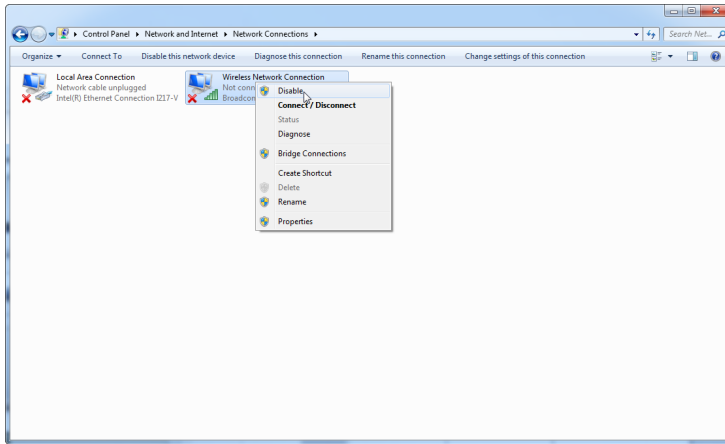 Control Panel ▸ Network and Internet ▸ Network Connections ▸
Search Net...
Organize Connect To Disable this network device Diagnose this connection Rename this connection Change settings of this connection
Local Area Connection
Network cable unplugged
Intel(R) Ethernet Connection I217-V
Wireless Network Connection
Not conn
Broadcom
Disable
Connect / Disconnect
Status
Diagnose
Bridge Connections
Create Shortcut
Delete
Rename
Properties